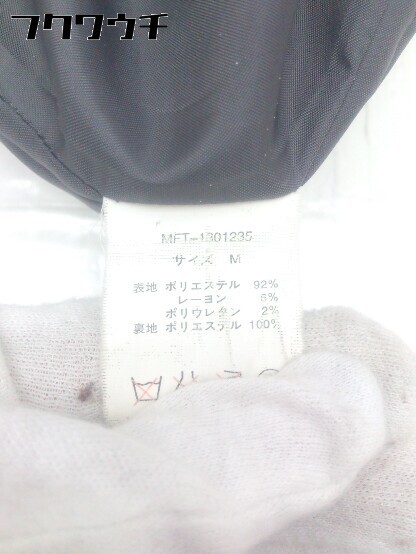 フクワウチ
MFT-1301235
サイズ M
表地 ポリエステル 92%
レーヨン 6%
ポリウレタン 2%
裏地 ポリエステル 100%